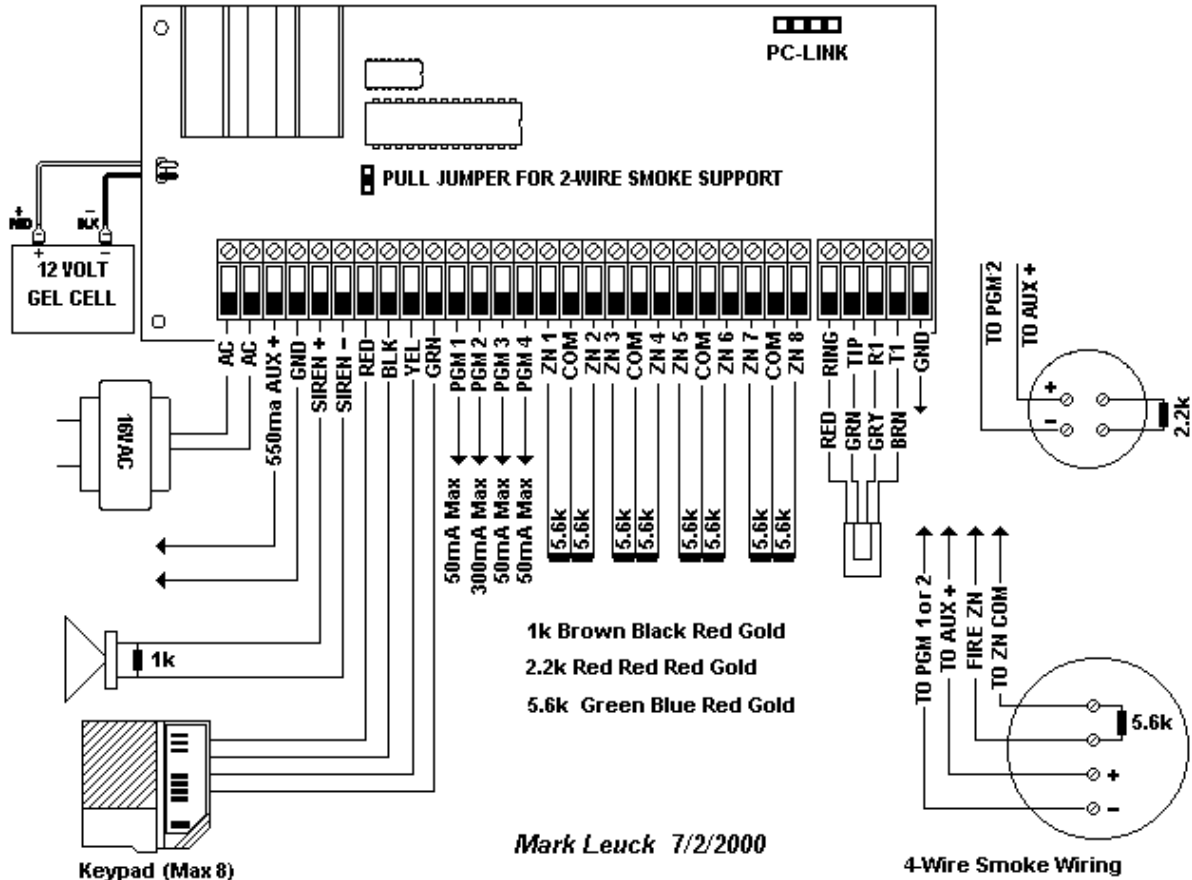 PC-LINK
PULL JUMPER FOR 2-WIRE SMOKE SUPPORT
+ −
RED BLK
+ −
12 VOLT
GEL CELL
AC
AC
550ma AUX +
GND
SIREN +
SIREN −
RED
BLK
YEL
GRN
PGM 1
PGM 2
PGM 3
PGM 4
ZN 1
COM
ZN 2
ZN 3
COM
ZN 4
ZN 5
COM
ZN 6
ZN 7
COM
ZN 8
RING
TIP
R1
T1
GND
RED
GRN
GRY
BRN
16VAC
50mA Max
300mA Max
50mA Max
50mA Max
5.6k
5.6k
5.6k
5.6k
5.6k
5.6k
5.6k
5.6k
TO PGM 2
TO AUX +
+
−
2.2k
1k
1k Brown Black Red Gold
2.2k Red Red Red Gold
5.6k Green Blue Red Gold
TO PGM 1 or 2
TO AUX +
FIRE ZN
TO ZN COM
5.6k
+
−
Mark Leuck 7/2/2000
Keypad (Max 8)
4-Wire Smoke Wiring